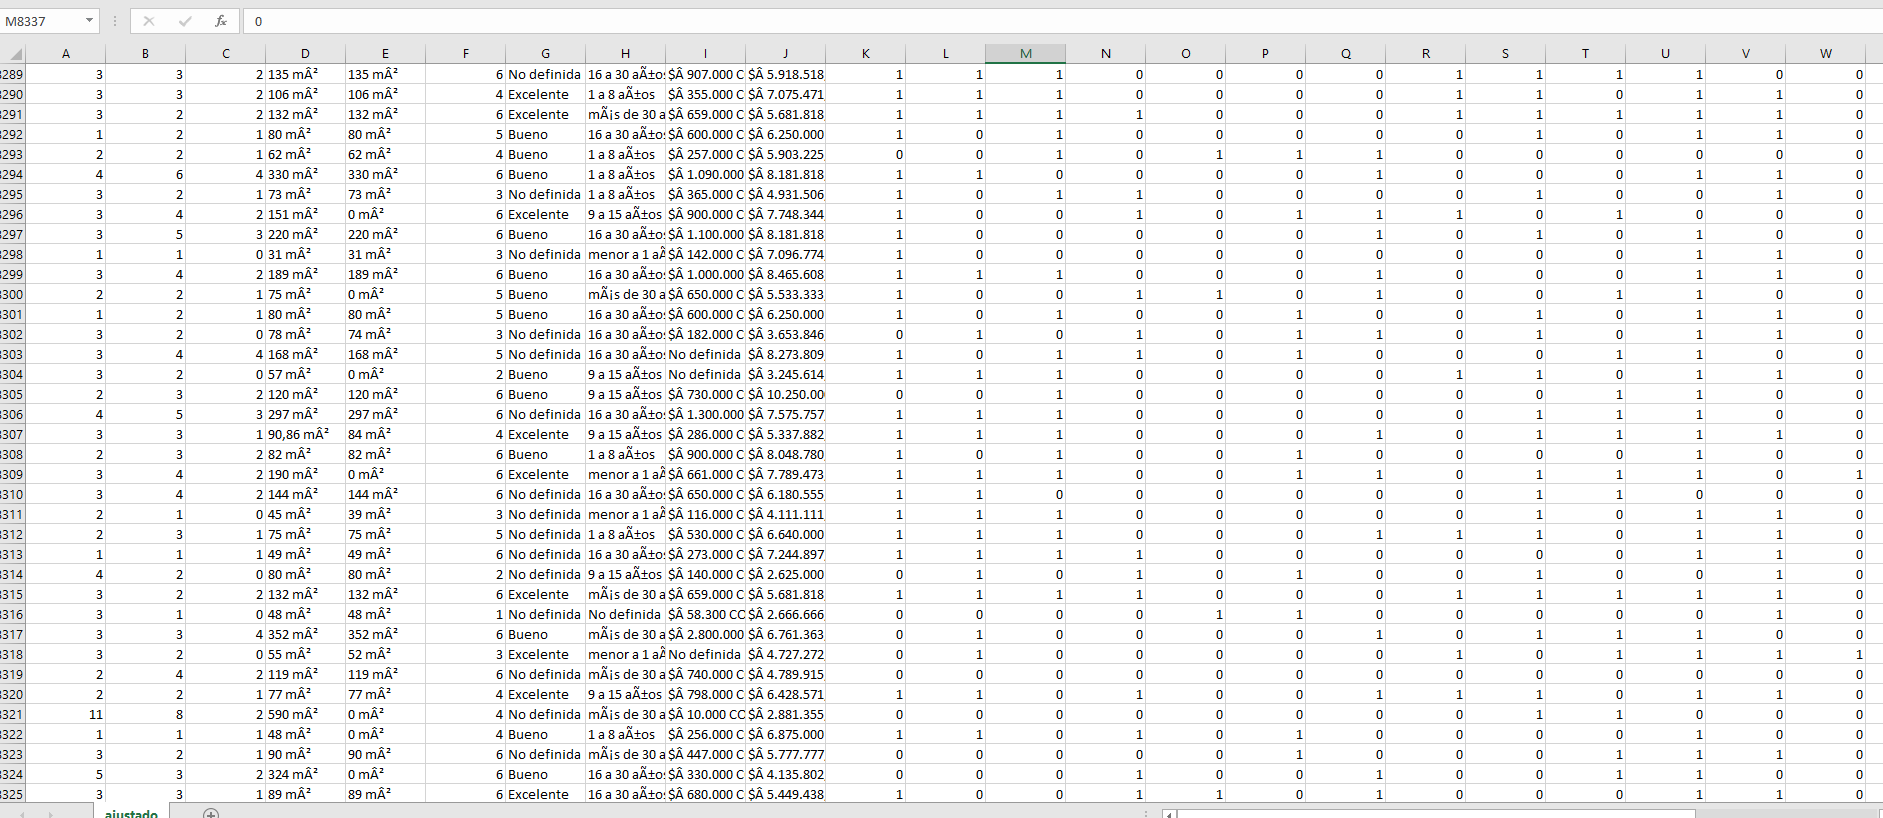 M8337 fx 0
A B C D E F G H I J K L M N O P Q R S T U V W
8289 3 3 2 135 mÂ² 135 mÂ² 6 No definida 16 a 30 aÃ±os $Â 907.000 C $Â 5.918.518, 1 1 1 0 0 0 0 1 1 1 1 0 0
8290 3 3 2 106 mÂ² 106 mÂ² 4 Excelente 1 a 8 aÃ±os $Â 355.000 C $Â 7.075.471, 1 1 1 0 0 0 0 1 1 0 1 1 0
8291 3 2 2 132 mÂ² 132 mÂ² 6 Excelente mÃ¡s de 30 a $Â 659.000 C $Â 5.681.818, 1 1 1 1 0 0 0 1 1 1 1 1 0
8292 1 2 1 80 mÂ² 80 mÂ² 5 Bueno 16 a 30 aÃ±os $Â 600.000 C $Â 6.250.000 1 0 1 0 0 0 0 0 1 0 1 0 0
8293 2 2 1 62 mÂ² 62 mÂ² 4 Bueno 1 a 8 aÃ±os $Â 257.000 C $Â 5.903.225, 0 0 1 0 1 1 1 0 0 0 0 0 0
8294 4 6 4 330 mÂ² 330 mÂ² 6 Bueno 1 a 8 aÃ±os $Â 1.090.000 $Â 8.181.818, 1 1 0 0 0 0 1 0 0 0 1 1 0
8295 3 2 1 73 mÂ² 73 mÂ² 3 No definida 1 a 8 aÃ±os $Â 365.000 C $Â 4.931.506, 1 0 1 1 0 0 0 0 1 0 0 1 0
8296 3 4 2 151 mÂ² 0 mÂ² 6 Excelente 9 a 15 aÃ±os $Â 900.000 C $Â 7.748.344, 1 0 0 1 0 1 1 1 0 1 0 0 0
8297 3 5 3 220 mÂ² 220 mÂ² 6 Bueno 16 a 30 aÃ±os $Â 1.100.000 $Â 8.181.818, 1 0 0 0 0 0 1 0 1 0 1 0 0
8298 1 1 0 31 mÂ² 31 mÂ² 3 No definida menor a 1 aÃ $Â 142.000 C $Â 7.096.774, 1 0 0 0 0 0 0 0 0 0 1 1 0
8299 3 4 2 189 mÂ² 189 mÂ² 6 Bueno 16 a 30 aÃ±os $Â 1.000.000 $Â 8.465.608, 1 1 1 0 0 0 1 0 0 0 1 0 0
8300 2 2 1 75 mÂ² 0 mÂ² 5 Bueno mÃ¡s de 30 a $Â 650.000 C $Â 5.533.333, 1 0 0 1 1 0 1 0 0 1 1 0 0
8301 1 2 1 80 mÂ² 80 mÂ² 5 Bueno 16 a 30 aÃ±os $Â 600.000 C $Â 6.250.000 1 0 1 0 0 1 0 0 1 0 1 0 0
8302 3 2 0 78 mÂ² 74 mÂ² 3 No definida 16 a 30 aÃ±os $Â 182.000 C $Â 3.653.846, 0 1 0 1 0 1 1 0 1 0 1 0 0
8303 3 4 4 168 mÂ² 168 mÂ² 5 No definida 16 a 30 aÃ±os No definida $Â 8.273.809, 1 0 1 1 0 1 0 0 0 1 1 0 0
8304 3 2 0 57 mÂ² 0 mÂ² 2 Bueno 9 a 15 aÃ±os No definida $Â 3.245.614, 1 1 1 0 0 0 0 1 1 0 1 1 0
8305 2 3 2 120 mÂ² 120 mÂ² 6 Bueno 9 a 15 aÃ±os $Â 730.000 C $Â 10.250.00 0 0 1 0 0 0 0 0 0 1 1 0 0
8306 4 5 3 297 mÂ² 297 mÂ² 6 No definida 16 a 30 aÃ±os $Â 1.300.000 $Â 7.575.757, 1 1 1 0 0 0 0 0 1 1 1 0 0
8307 3 3 1 90,86 mÂ² 84 mÂ² 4 Excelente 9 a 15 aÃ±os $Â 286.000 C $Â 5.337.882, 1 1 1 0 0 0 1 0 1 1 1 1 0
8308 2 3 2 82 mÂ² 82 mÂ² 6 Bueno 1 a 8 aÃ±os $Â 900.000 C $Â 8.048.780, 1 0 1 0 0 1 0 0 0 0 1 0 0
8309 3 4 2 190 mÂ² 0 mÂ² 6 Excelente menor a 1 aÃ $Â 661.000 C $Â 7.789.473, 1 1 1 0 0 1 1 0 1 1 1 0 1
8310 3 4 2 144 mÂ² 144 mÂ² 6 No definida 16 a 30 aÃ±os $Â 650.000 C $Â 6.180.555, 1 1 0 0 0 0 0 0 1 1 0 0 0
8311 2 1 0 45 mÂ² 39 mÂ² 3 No definida menor a 1 aÃ $Â 116.000 C $Â 4.111.111, 1 1 1 0 0 0 0 0 1 0 1 1 0
8312 2 3 1 75 mÂ² 75 mÂ² 5 No definida 1 a 8 aÃ±os $Â 530.000 C $Â 6.640.000 1 1 1 1 0 0 1 1 1 0 1 1 0
8313 1 1 1 49 mÂ² 49 mÂ² 6 No definida 16 a 30 aÃ±os $Â 273.000 C $Â 7.244.897, 1 1 1 1 0 0 0 0 0 0 1 0 0
8314 4 2 0 80 mÂ² 80 mÂ² 2 No definida 9 a 15 aÃ±os $Â 140.000 C $Â 2.625.000 0 1 0 1 0 1 0 0 1 0 0 1 0
8315 3 2 2 132 mÂ² 132 mÂ² 6 Excelente mÃ¡s de 30 a $Â 659.000 C $Â 5.681.818, 1 1 1 1 0 0 0 1 1 1 1 1 0
8316 3 1 0 48 mÂ² 48 mÂ² 1 No definida No definida $Â 58.300 CC $Â 2.666.666 0 0 0 0 1 1 0 0 0 0 0 1 0
8317 3 3 4 352 mÂ² 352 mÂ² 6 Bueno mÃ¡s de 30 a $Â 2.800.000 $Â 6.761.363, 0 1 0 0 0 0 1 0 1 1 1 0 0
8318 3 2 0 55 mÂ² 52 mÂ² 3 Excelente menor a 1 aÃ No definida $Â 4.727.272, 0 1 0 0 0 0 0 1 0 1 1 1 1
8319 2 4 2 119 mÂ² 119 mÂ² 6 No definida mÃ¡s de 30 a $Â 740.000 C $Â 4.789.915, 0 0 0 0 0 0 0 0 0 0 0 0 0
8320 2 2 1 77 mÂ² 77 mÂ² 4 Excelente 9 a 15 aÃ±os $Â 798.000 C $Â 6.428.571, 1 1 0 1 0 0 1 1 1 0 1 1 0
8321 11 8 2 590 mÂ² 0 mÂ² 4 No definida mÃ¡s de 30 a $Â 10.000 CC $Â 2.881.355, 0 0 0 0 0 0 0 0 1 1 0 0 0
8322 1 1 1 48 mÂ² 0 mÂ² 4 Bueno 1 a 8 aÃ±os $Â 256.000 C $Â 6.875.000 1 1 0 1 0 1 0 0 0 0 1 0 0
8323 3 2 1 90 mÂ² 90 mÂ² 6 No definida mÃ¡s de 30 a $Â 447.000 C $Â 5.777.777, 0 0 0 0 0 1 0 0 0 1 1 1 0
8324 5 3 2 324 mÂ² 0 mÂ² 6 Bueno 16 a 30 aÃ±os $Â 330.000 C $Â 4.135.802, 0 0 0 1 0 0 1 0 0 1 1 0 0
8325 3 3 1 89 mÂ² 89 mÂ² 6 Excelente 16 a 30 aÃ±os $Â 680.000 C $Â 5.449.438, 1 0 0 1 1 0 1 0 0 0 1 1 0
ajustado